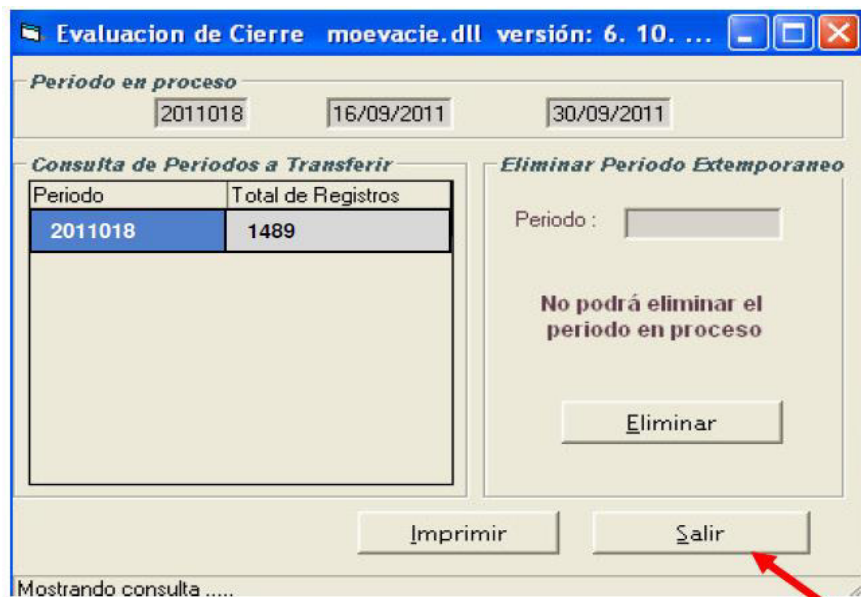 Evaluacion de Cierre moevacie.dll versión: 6. 10. ...
Periodo en proceso
2011018 16/09/2011 30/09/2011
Consulta de Periodos a Transferir
Periodo Total de Registros
2011018 1489
Eliminar Periodo Extemporaneo
Periodo :
No podrá eliminar el
periodo en proceso
Eliminar
Imprimir Salir
Mostrando consulta .....